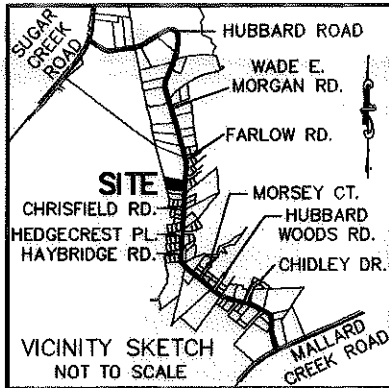 SUGAR
CREEK
ROAD
HUBBARD ROAD
WADE E.
MORGAN RD.
FARLOW RD.
SITE
CHRISFIELD RD.
HEDGECREST PL.
HAYBRIDGE RD.
MORSEY CT.
HUBBARD
WOODS RD.
CHIDLEY DR.
MALLARD
CREEK ROAD
VICINITY SKETCH
NOT TO SCALE